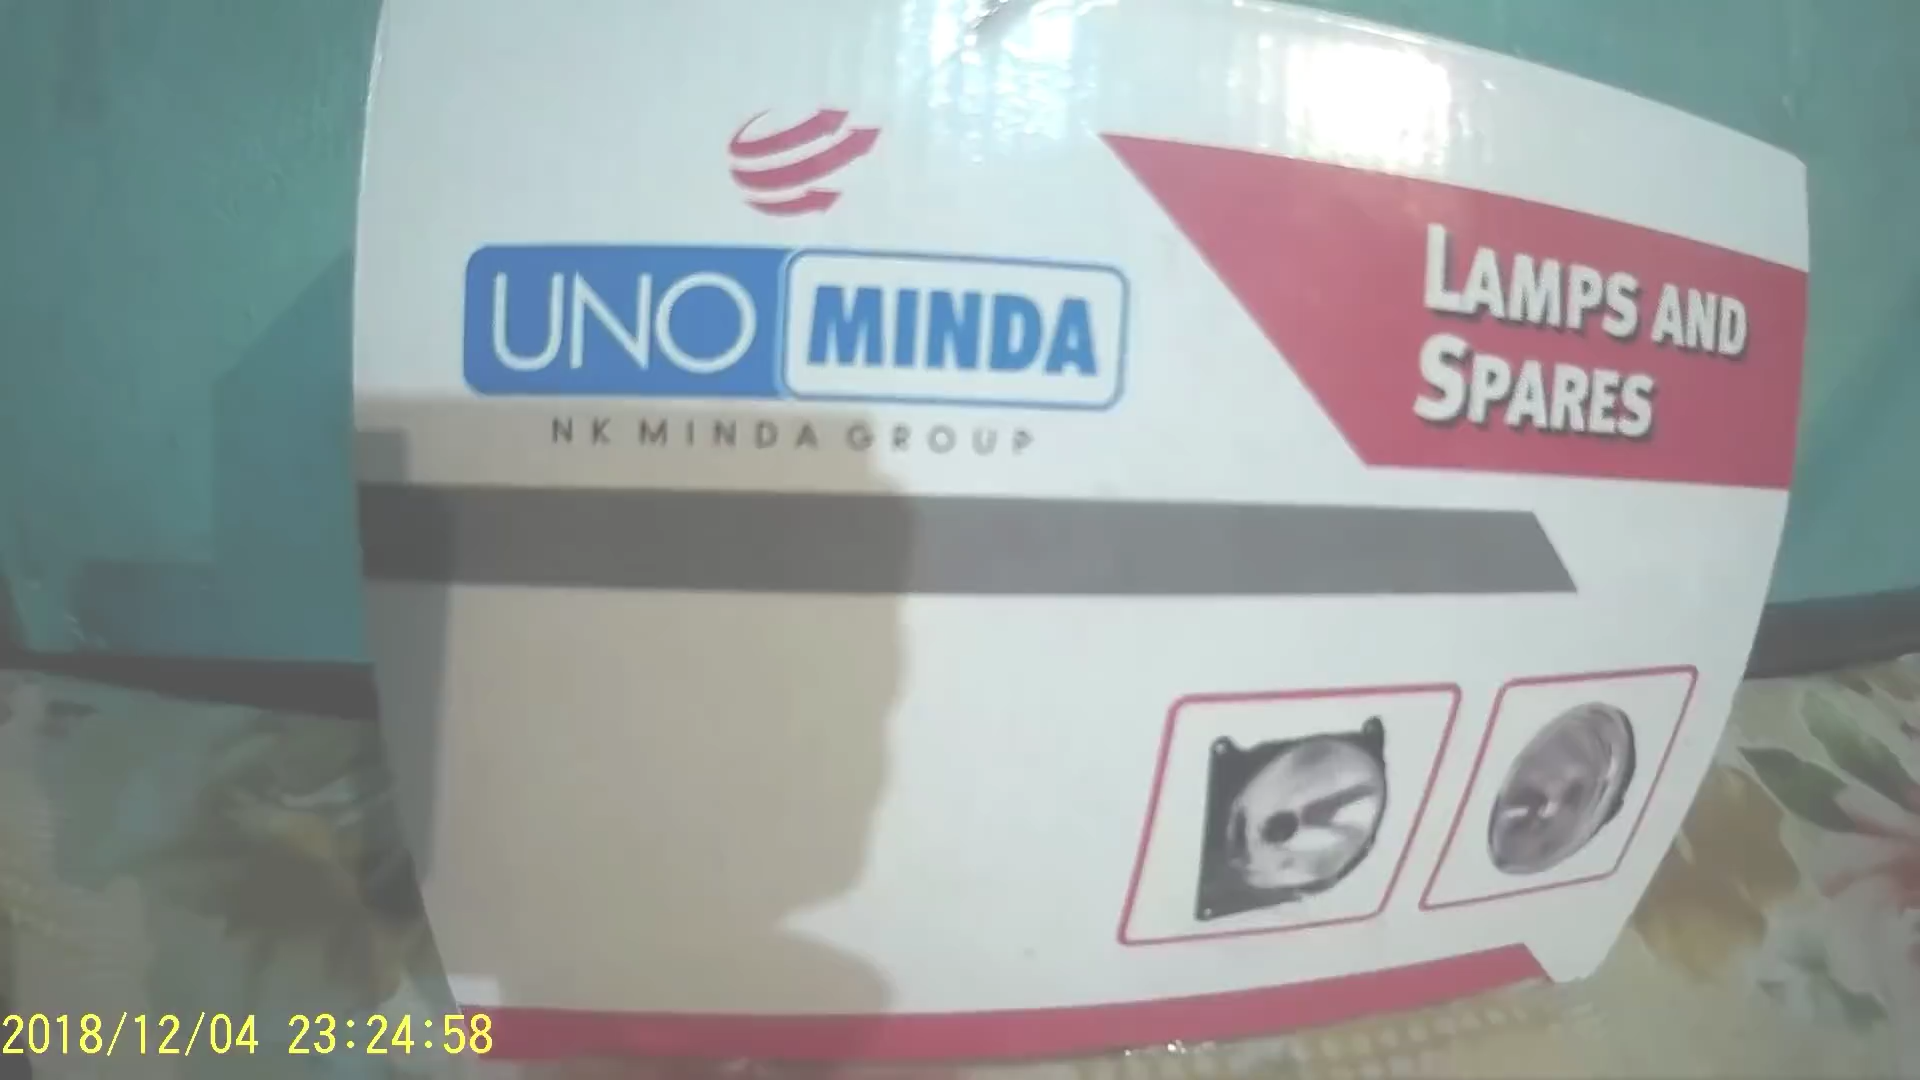 UNO MINDA
NK MINDA GROUP
LAMPS AND
SPARES
2018/12/04 23:24:58